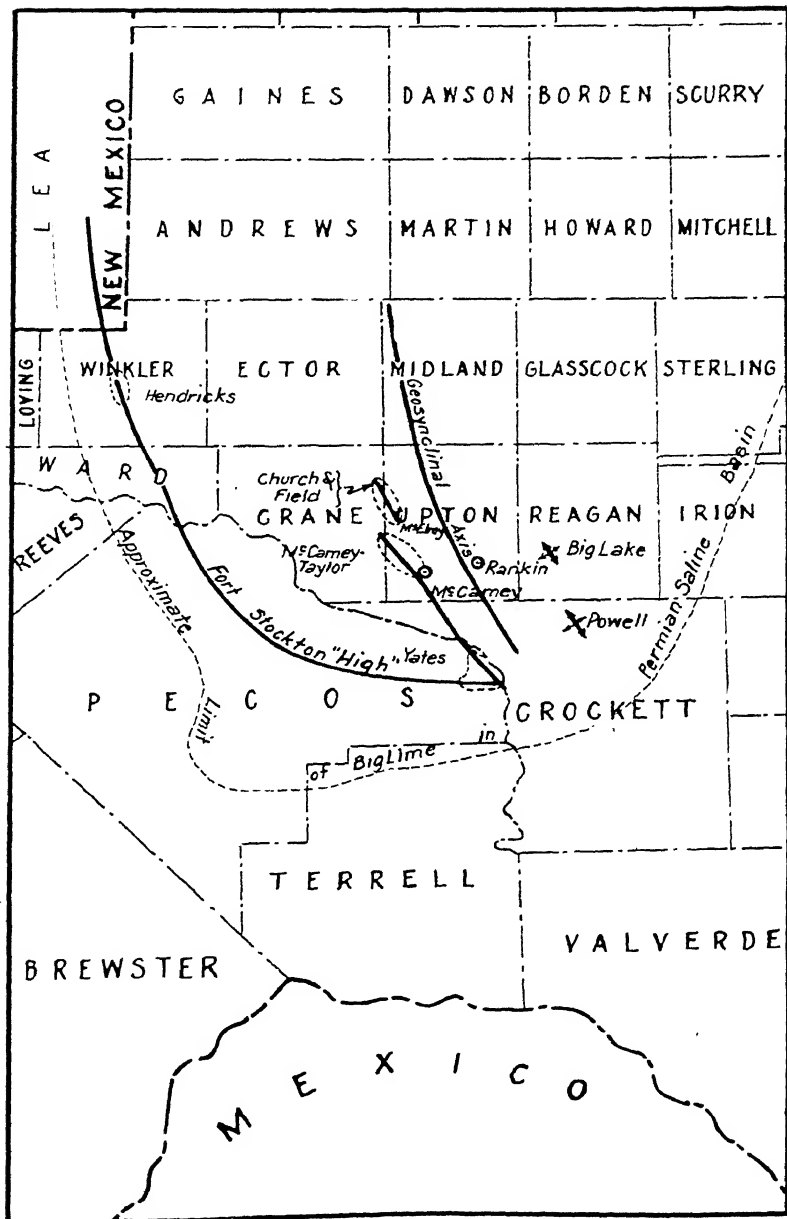 GAINES
DAWSON
BORDEN
SCURRY
LEA
NEW MEXICO
ANDREWS
MARTIN
HOWARD
MITCHELL
LOVING
WINKLER
ECTOR
MIDLAND
GLASSCOCK
STERLING
Hendricks
Geosynclinal Axis
WARD
Church &
Field
CRANE
UPTON
REAGAN
IRION
McElroy
REEVES
McCamey-
Taylor
Rankin
Big Lake
McCamey
Powell
Fort Stockton "High"
Yates
PECOS
CROCKETT
Approximate Limit of Big Lime in Permian Saline Basin
TERRELL
VALVERDE
BREWSTER
MEXICO